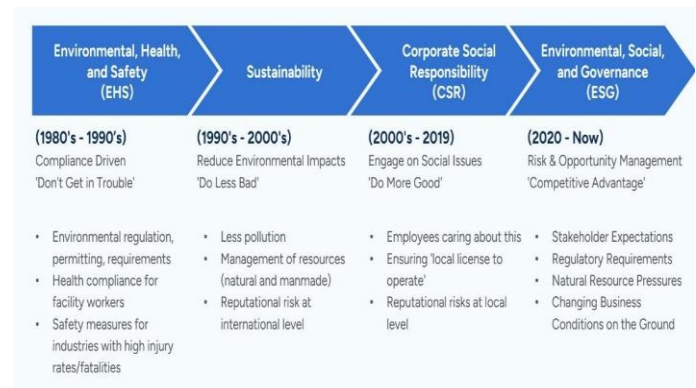 Environmental, Health,
and Safety
(EHS)
Sustainability
Corporate Social
Responsibility
(CSR)
Environmental, Social,
and Governance
(ESG)
(1980's - 1990's)
Compliance Driven
'Don't Get in Trouble'
• Environmental regulation,
permitting, requirements
• Health compliance for
facility workers
• Safety measures for
industries with high injury
rates/fatalities
(1990's - 2000's)
Reduce Environmental Impacts
'Do Less Bad'
• Less pollution
• Management of resources
(natural and manmade)
• Reputational risk at
international level
(2000's - 2019)
Engage on Social Issues
'Do More Good'
• Employees caring about this
• Ensuring 'local license to
operate'
• Reputational risks at local
level
(2020 - Now)
Risk & Opportunity Management
'Competitive Advantage'
• Stakeholder Expectations
• Regulatory Requirements
• Natural Resource Pressures
• Changing Business
Conditions on the Ground